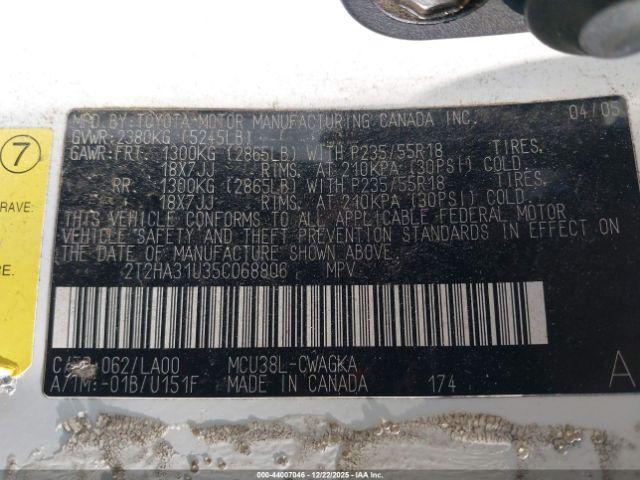 MFD. BY: TOYOTA MOTOR MANUFACTURING CANADA INC. 04/05
GVWR: 2380KG (5245LB)
GAWR: FRT. 1300KG (2865LB) WITH P235/55R18 TIRES.
18X7JJ RIMS. AT 210KPA (30PSI) COLD.
RR. 1300KG (2865LB) WITH P235/55R18 TIRES.
18X7JJ RIMS. AT 210KPA (30PSI) COLD.
THIS VEHICLE CONFORMS TO ALL APPLICABLE FEDERAL MOTOR
VEHICLE SAFETY AND THEFT PREVENTION STANDARDS IN EFFECT ON
THE DATE OF MANUFACTURE SHOWN ABOVE.
2T2HA31U35C068806 MPV
062/LA00 MCU38L-CWAGKA
A/TM:-01B/U151F MADE IN CANADA 174 A
7
RAVE:
000-44007046 - 12/22/2025 - IAAI.COM